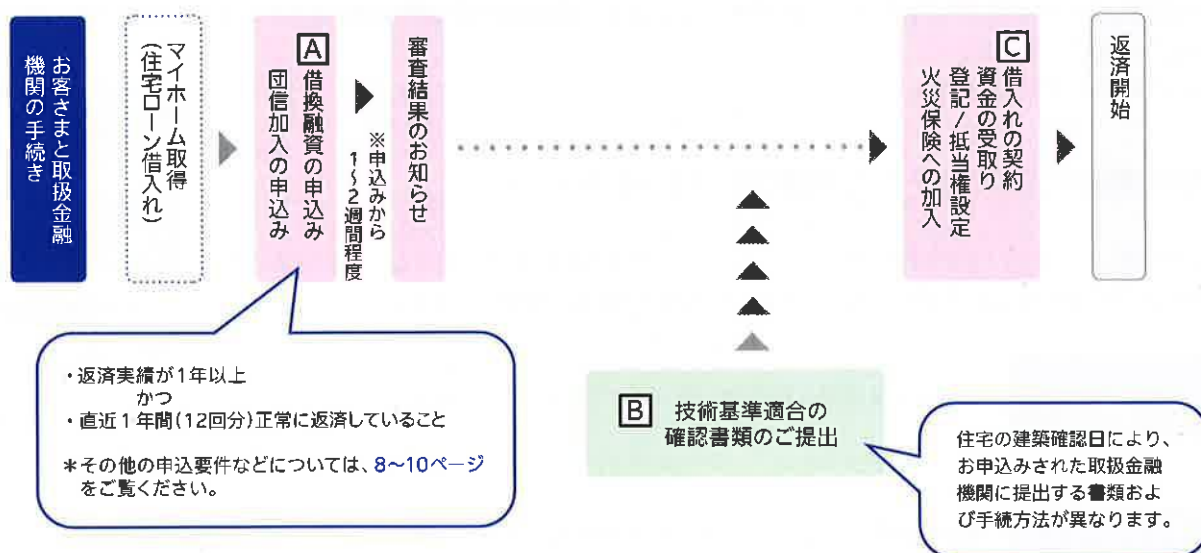 お客さまと取扱金融
機関の手続き
マイホーム取得
(住宅ローン借入れ)
A
借換融資の申込み
団信加入の申込み
※申込みから
1～2週間程度
審査結果のお知らせ
C
借入れの契約
資金の受取り
登記/抵当権設定
火災保険への加入
返済開始
・返済実績が1年以上
かつ
・直近1年間(12回分)正常に返済していること
＊その他の申込要件などについては、8～10ページ
をご覧ください。
B
技術基準適合の
確認書類のご提出
住宅の建築確認日により、
お申込みされた取扱金融
機関に提出する書類およ
び手続方法が異なります。